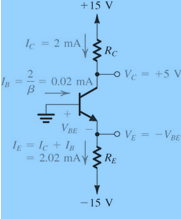 +15 V
I_C = 2 mA
R_C
V_C = +5 V
I_B = 2/β = 0.02 mA
+
V_BE −
V_E = −V_BE
I_E = I_C + I_B
= 2.02 mA
R_E
−15 V